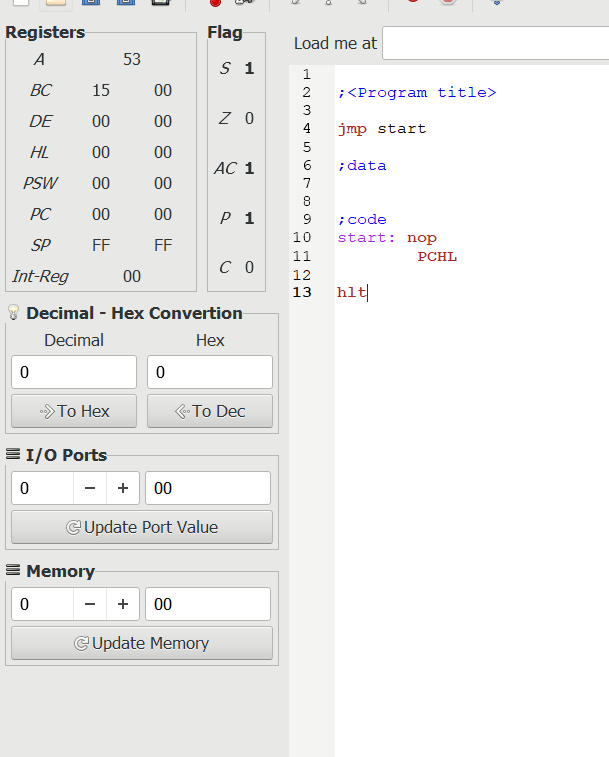 Registers
A 53
BC 15 00
DE 00 00
HL 00 00
PSW 00 00
PC 00 00
SP FF FF
Int-Reg 00
Flag
S 1
Z 0
AC 1
P 1
C 0
Decimal - Hex Convertion
Decimal Hex
0 0
To Hex To Dec
I/O Ports
0 − + 00
Update Port Value
Memory
0 − + 00
Update Memory
Load me at
1
2 ;<Program title>
3
4 jmp start
5
6 ;data
7
8
9 ;code
10 start: nop
11 PCHL
12
13 hlt